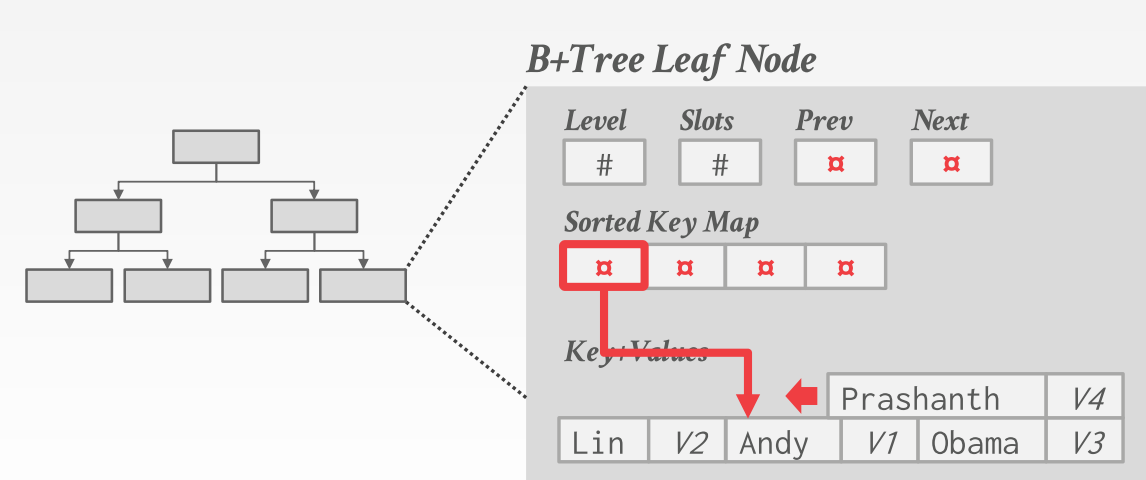 B+Tree Leaf Node
Level Slots Prev Next
# # ¤ ¤
Sorted Key Map
¤ ¤ ¤ ¤
Key+Values
Prashanth V4
Lin V2 Andy V1 Obama V3